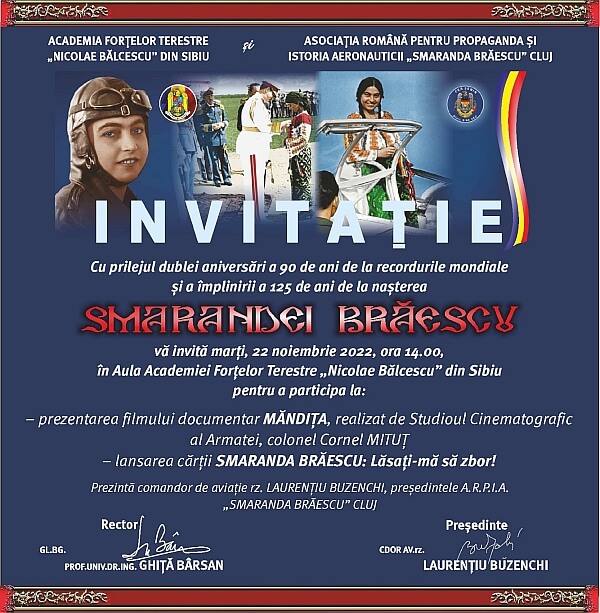 ACADEMIA FORȚELOR TERESTRE
„NICOLAE BĂLCESCU” DIN SIBIU
și
ASOCIAȚIA ROMÂNĂ PENTRU PROPAGANDA ȘI
ISTORIA AERONAUTICII „SMARANDA BRĂESCU” CLUJ
INVITAȚIE
Cu prilejul dublei aniversări a 90 de ani de la recordurile mondiale
și a împlinirii a 125 de ani de la nașterea
SMARANDEI BRĂESCU
vă invită marți, 22 noiembrie 2022, ora 14.00,
în Aula Academiei Forțelor Terestre „Nicolae Bălcescu” din Sibiu
pentru a participa la:
– prezentarea filmului documentar MĂNDIȚA, realizat de Studioul Cinematografic
al Armatei, colonel Cornel MITUȚ
– lansarea cărții SMARANDA BRĂESCU: Lăsați-mă să zbor!
Prezintă comandor de aviație rz. LAURENȚIU BUZENCHI, președintele A.R.P.I.A.
„SMARANDA BRĂESCU” CLUJ
Rector
GL.BG.
PROF.UNIV.DR.ING. GHIȚĂ BÂRSAN
Președinte
CDOR AV.rz.
LAURENȚIU BUZENCHI